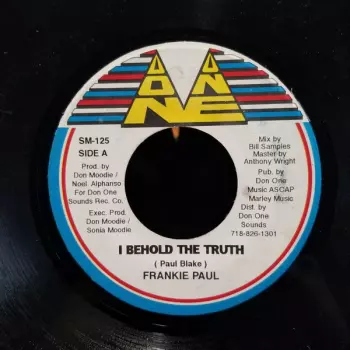 DON ONE
SM-125
SIDE A
Prod. by
Don Moodie /
Noel Alphanso
For Don One
Sounds Rec. Co.
Exec. Prod.
Don Moodie /
Sonia Moodie
Mix by
Bill Samples
Master by
Anthony Wright
Pub. by
Don One
Music ASCAP
Marley Music
Dist. by
Don One
Sounds
718-826-1301
I BEHOLD THE TRUTH
( Paul Blake )
FRANKIE PAUL